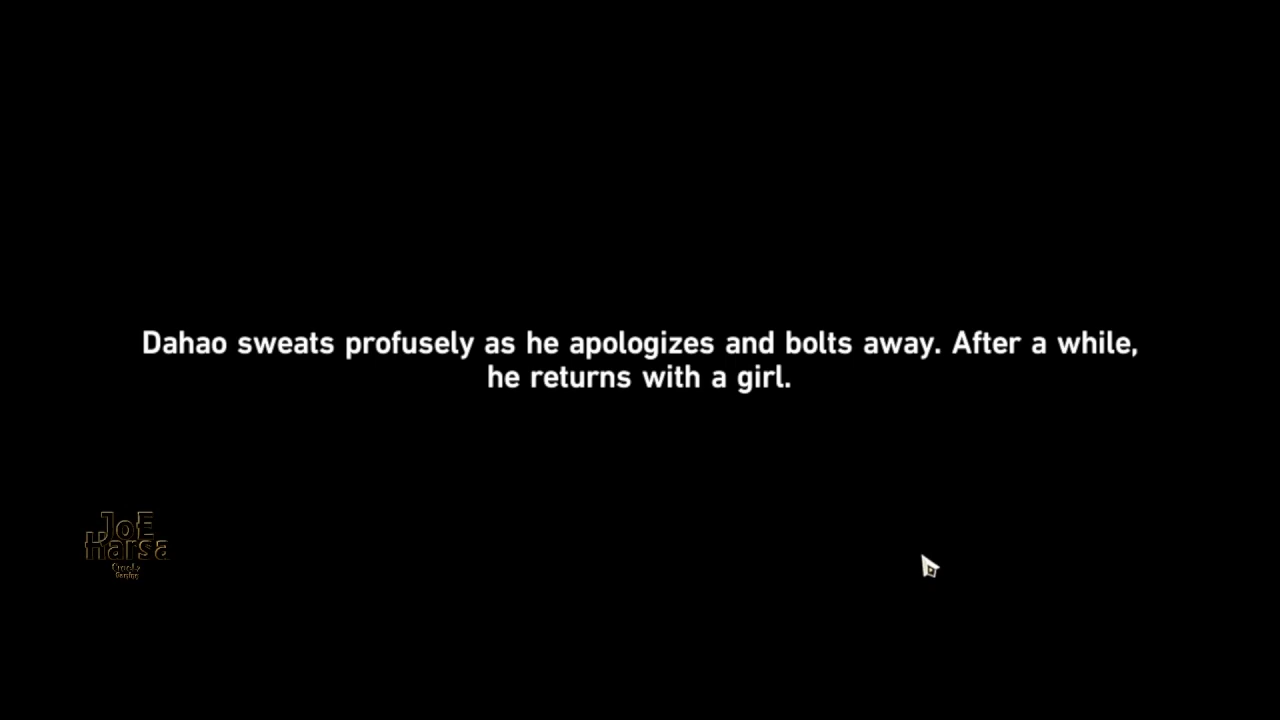 Dahao sweats profusely as he apologizes and bolts away. After a while,
he returns with a girl.
JoE
Harsa